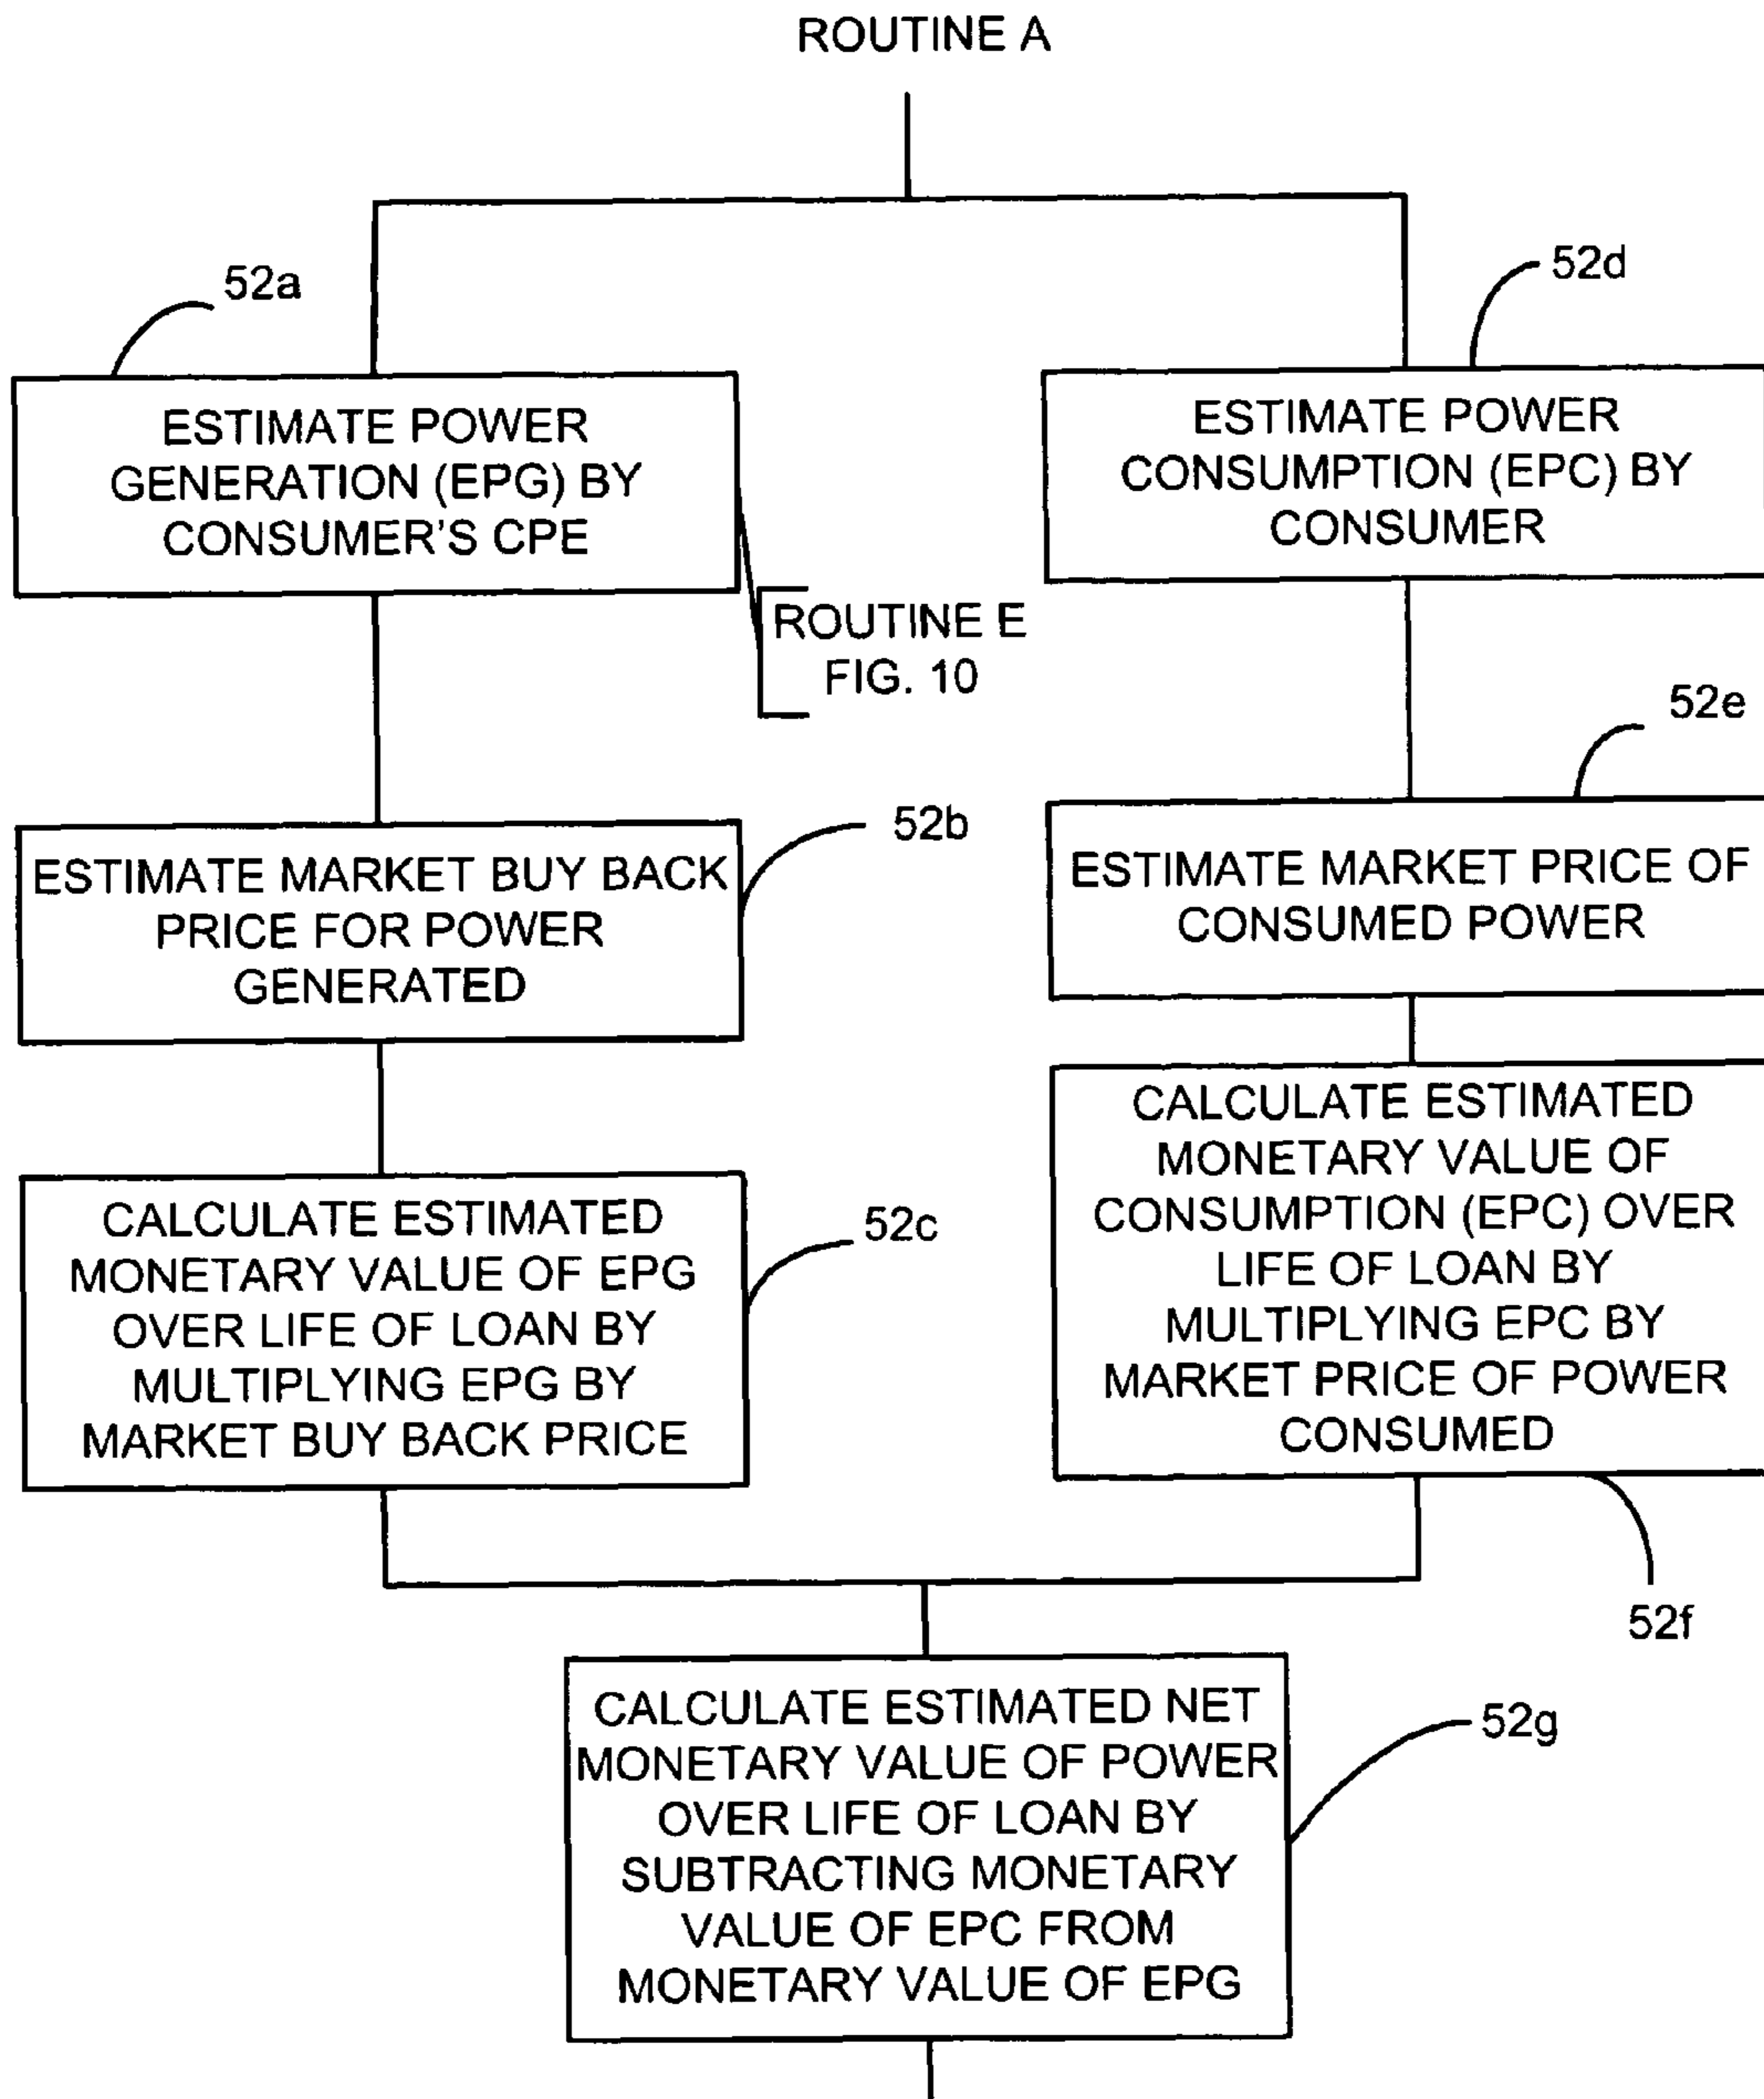 ROUTINE A
52a
ESTIMATE POWER
GENERATION (EPG) BY
CONSUMER'S CPE
ROUTINE E
FIG. 10
52b
ESTIMATE MARKET BUY BACK
PRICE FOR POWER
GENERATED
52c
CALCULATE ESTIMATED
MONETARY VALUE OF EPG
OVER LIFE OF LOAN BY
MULTIPLYING EPG BY
MARKET BUY BACK PRICE
52d
ESTIMATE POWER
CONSUMPTION (EPC) BY
CONSUMER
52e
ESTIMATE MARKET PRICE OF
CONSUMED POWER
CALCULATE ESTIMATED
MONETARY VALUE OF
CONSUMPTION (EPC) OVER
LIFE OF LOAN BY
MULTIPLYING EPC BY
MARKET PRICE OF POWER
CONSUMED
52f
CALCULATE ESTIMATED NET
MONETARY VALUE OF POWER
OVER LIFE OF LOAN BY
SUBTRACTING MONETARY
VALUE OF EPC FROM
MONETARY VALUE OF EPG
52g